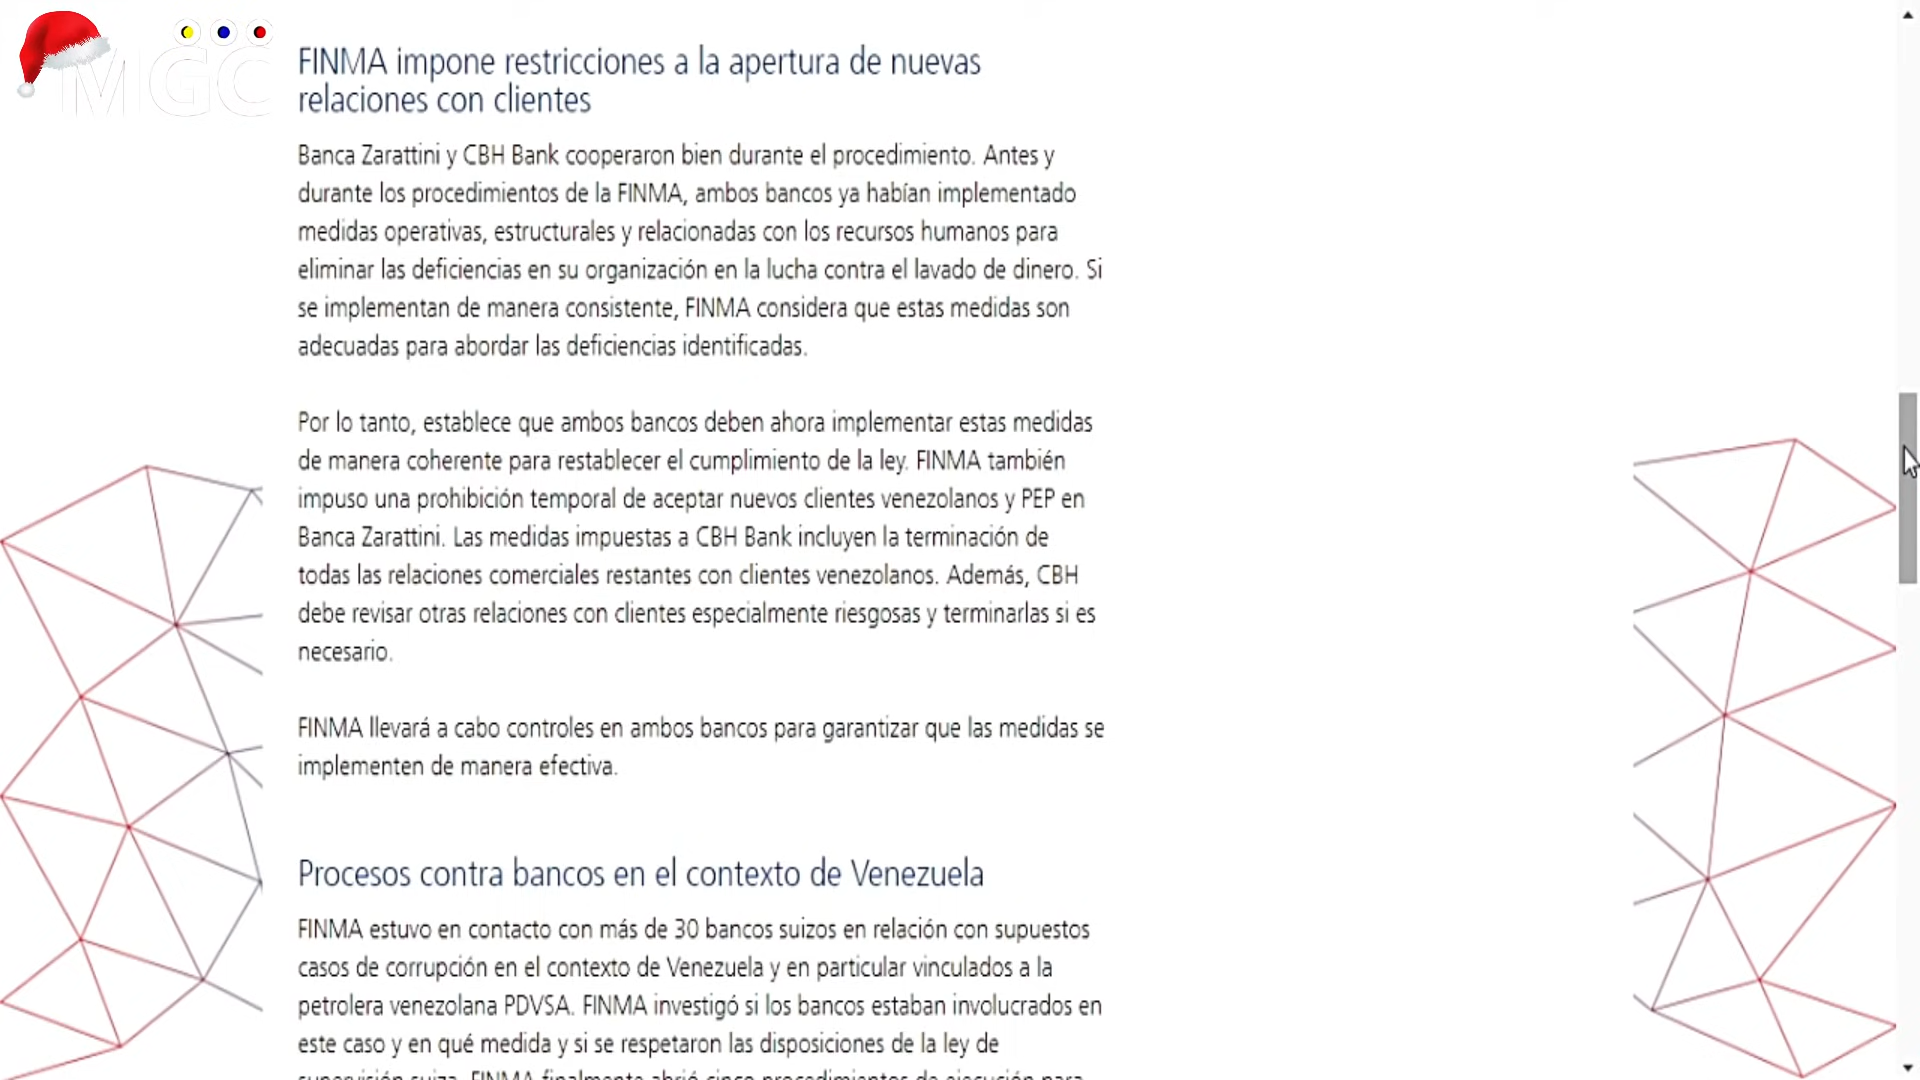 MGC
FINMA impone restricciones a la apertura de nuevas
relaciones con clientes
Banca Zarattini y CBH Bank cooperaron bien durante el procedimiento. Antes y
durante los procedimientos de la FINMA, ambos bancos ya habían implementado
medidas operativas, estructurales y relacionadas con los recursos humanos para
eliminar las deficiencias en su organización en la lucha contra el lavado de dinero. Si
se implementan de manera consistente, FINMA considera que estas medidas son
adecuadas para abordar las deficiencias identificadas.
Por lo tanto, establece que ambos bancos deben ahora implementar estas medidas
de manera coherente para restablecer el cumplimiento de la ley. FINMA también
impuso una prohibición temporal de aceptar nuevos clientes venezolanos y PEP en
Banca Zarattini. Las medidas impuestas a CBH Bank incluyen la terminación de
todas las relaciones comerciales restantes con clientes venezolanos. Además, CBH
debe revisar otras relaciones con clientes especialmente riesgosas y terminarlas si es
necesario.
FINMA llevará a cabo controles en ambos bancos para garantizar que las medidas se
implementen de manera efectiva.
Procesos contra bancos en el contexto de Venezuela
FINMA estuvo en contacto con más de 30 bancos suizos en relación con supuestos
casos de corrupción en el contexto de Venezuela y en particular vinculados a la
petrolera venezolana PDVSA. FINMA investigó si los bancos estaban involucrados en
este caso y en qué medida y si se respetaron las disposiciones de la ley de
supervisión suiza. FINMA finalmente abrió cinco procedimientos de ejecución para